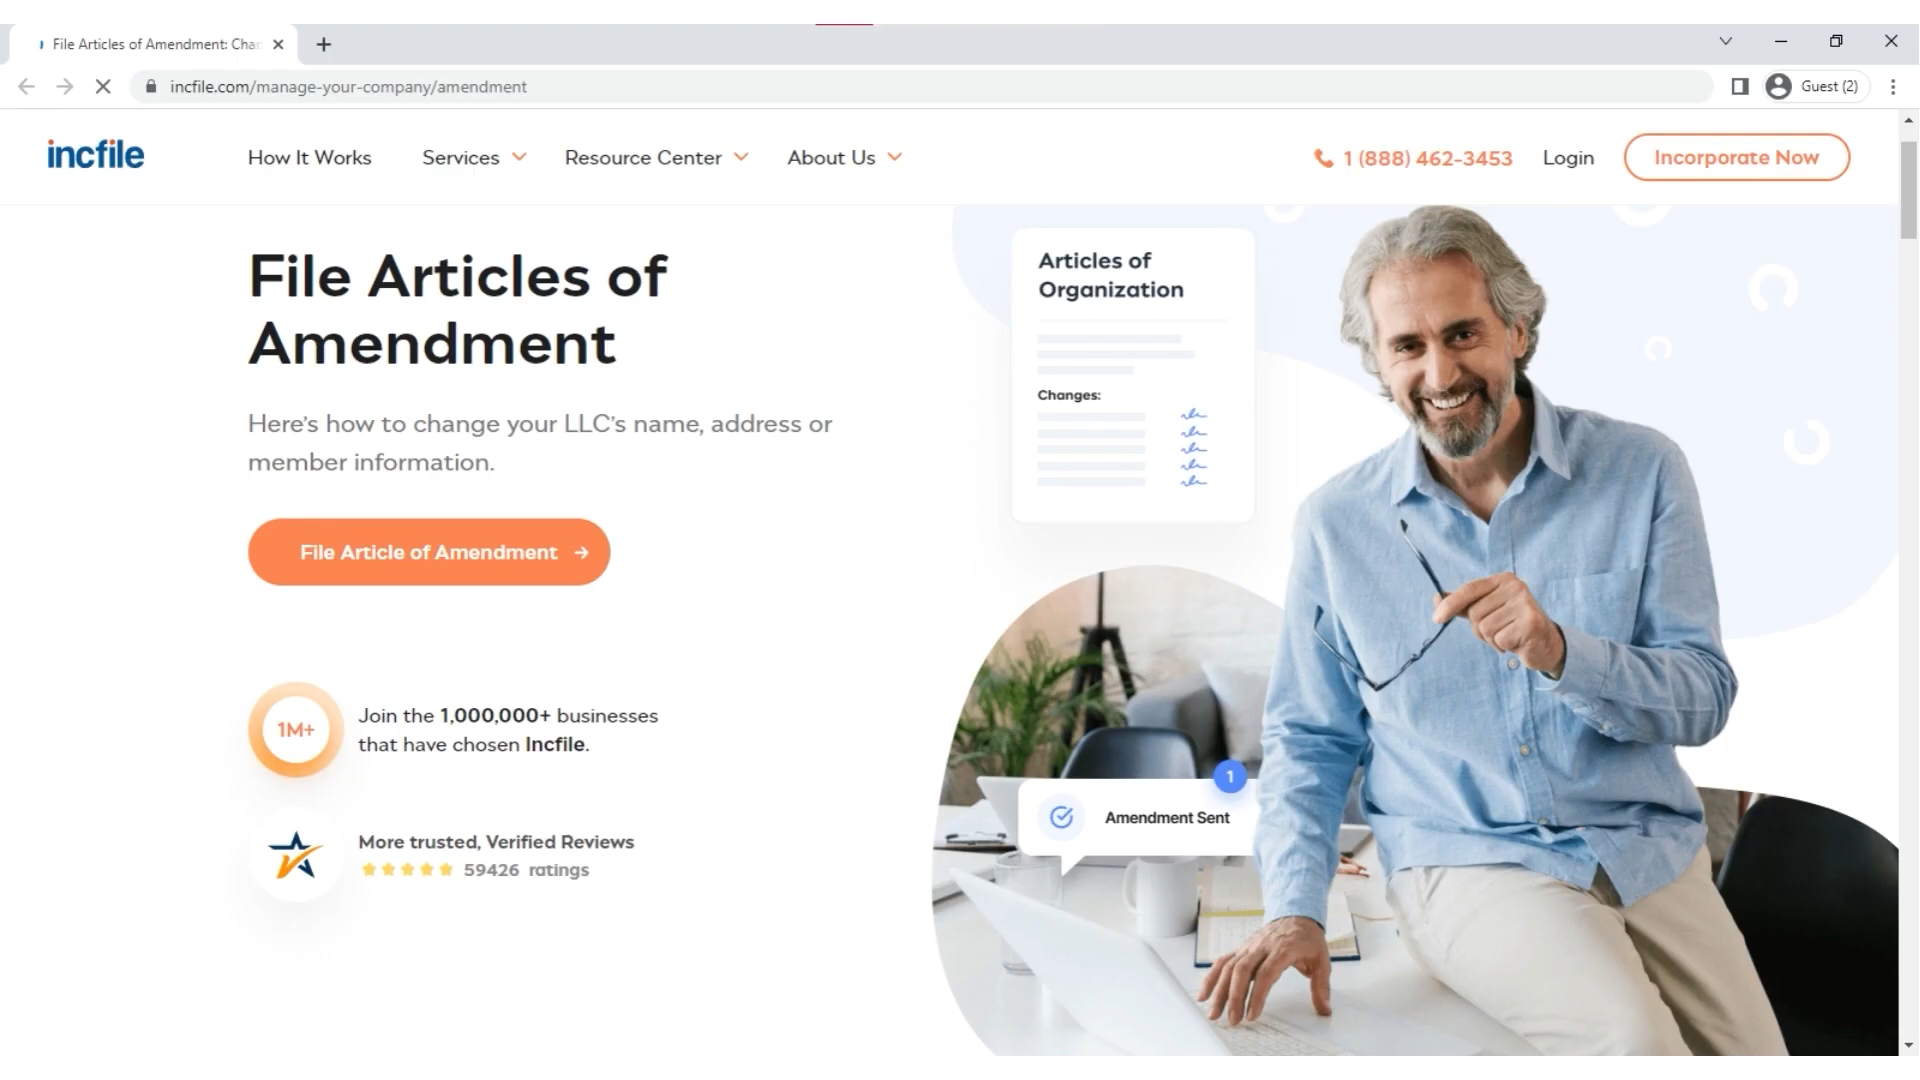 File Articles of Amendment: Cha
incfile.com/manage-your-company/amendment
Guest (2)
incfile
How It Works
Services
Resource Center
About Us
1 (888) 462-3453
Login
Incorporate Now
File Articles of
Amendment
Here's how to change your LLC's name, address or
member information.
File Article of Amendment
1M+
Join the 1,000,000+ businesses
that have chosen Incfile.
More trusted, Verified Reviews
59426 ratings
Articles of
Organization
Changes:
1
Amendment Sent